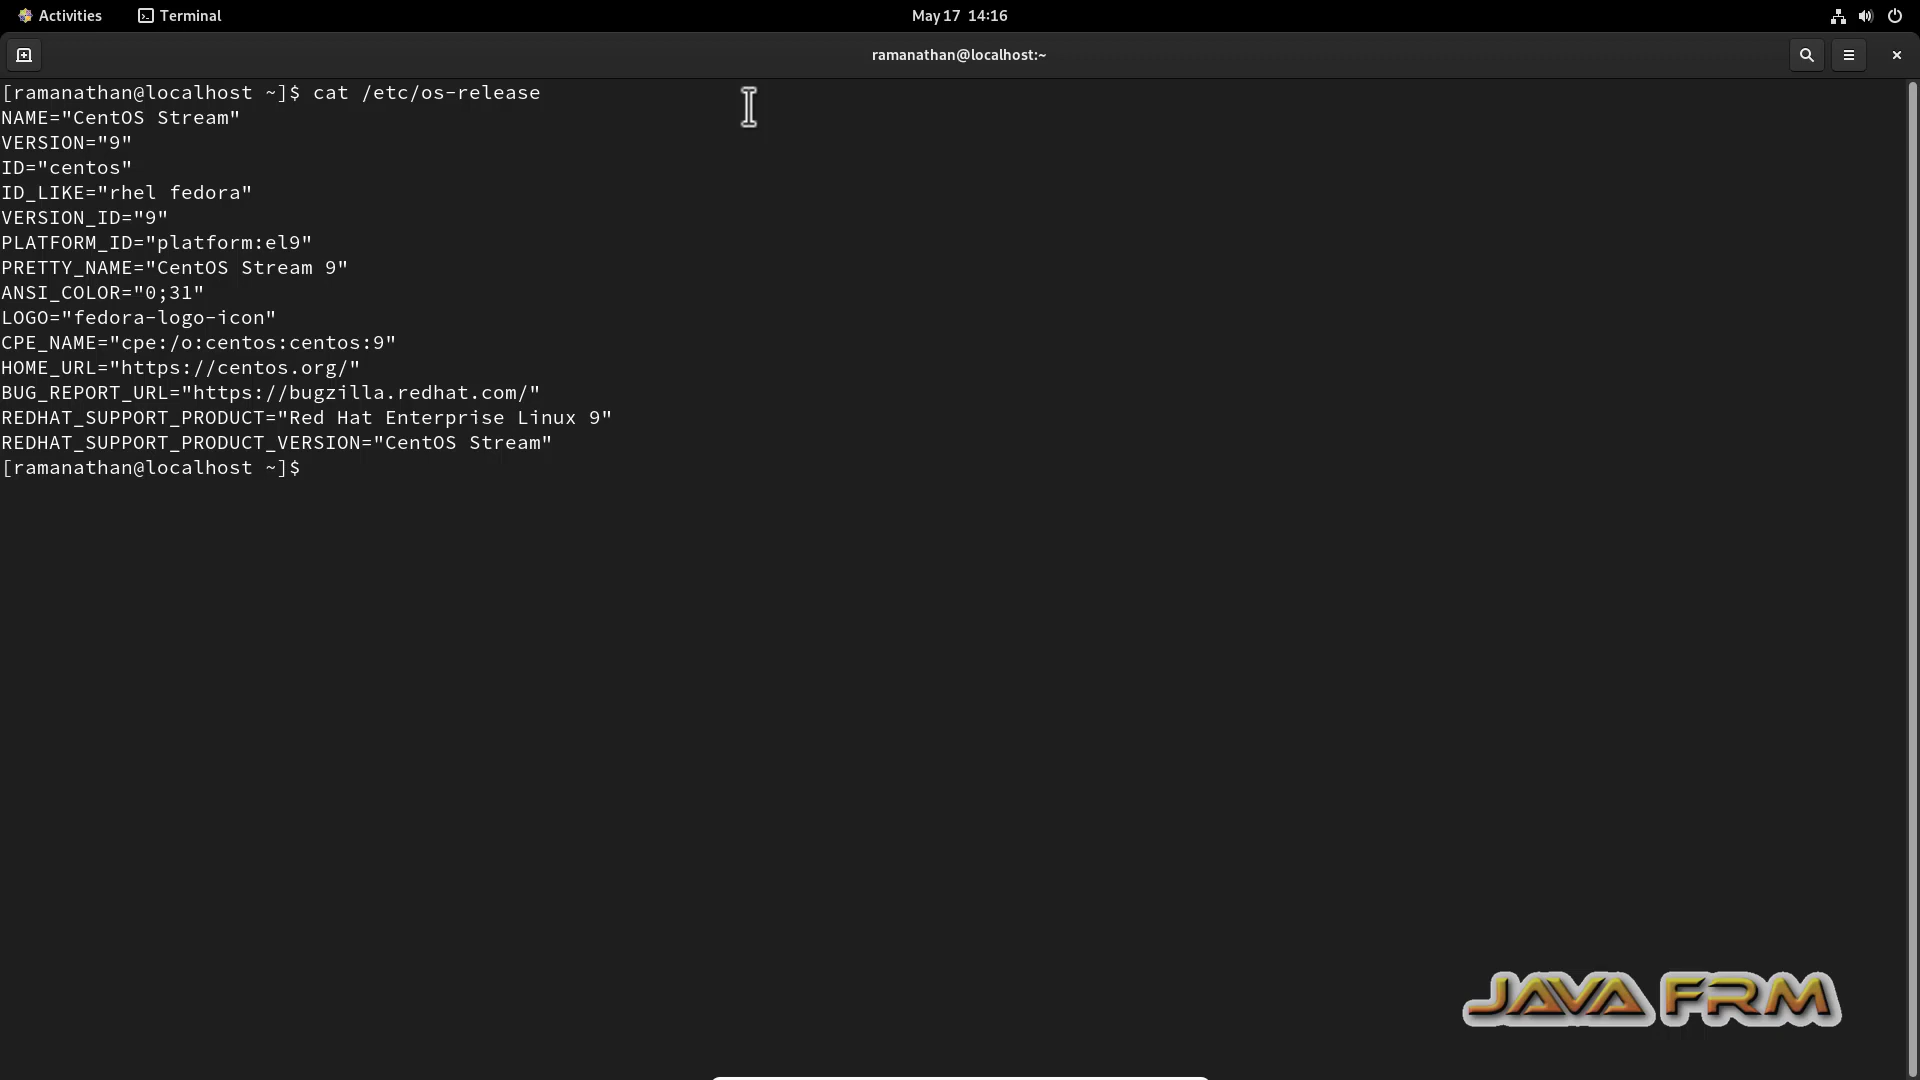 Activities
Terminal
May 17 14:16
ramanathan@localhost:~
[ramanathan@localhost ~]$ cat /etc/os-release
NAME="CentOS Stream"
VERSION="9"
ID="centos"
ID_LIKE="rhel fedora"
VERSION_ID="9"
PLATFORM_ID="platform:el9"
PRETTY_NAME="CentOS Stream 9"
ANSI_COLOR="0;31"
LOGO="fedora-logo-icon"
CPE_NAME="cpe:/o:centos:centos:9"
HOME_URL="https://centos.org/"
BUG_REPORT_URL="https://bugzilla.redhat.com/"
REDHAT_SUPPORT_PRODUCT="Red Hat Enterprise Linux 9"
REDHAT_SUPPORT_PRODUCT_VERSION="CentOS Stream"
[ramanathan@localhost ~]$
JAVA FRM